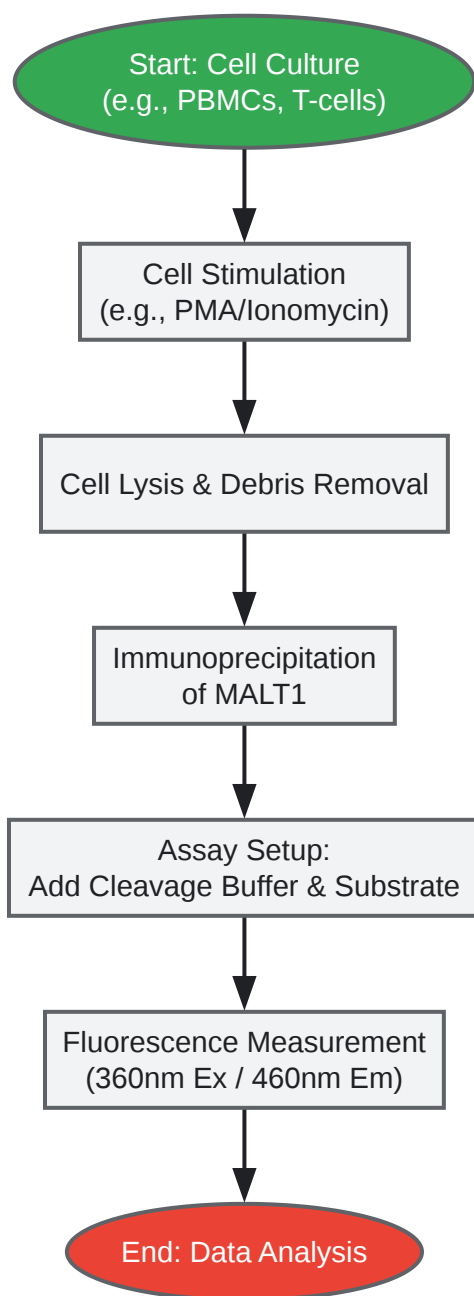 Start: Cell Culture
(e.g., PBMCs, T-cells)
Cell Stimulation
(e.g., PMA/Ionomycin)
Cell Lysis & Debris Removal
Immunoprecipitation
of MALT1
Assay Setup:
Add Cleavage Buffer & Substrate
Fluorescence Measurement
(360nm Ex / 460nm Em)
End: Data Analysis